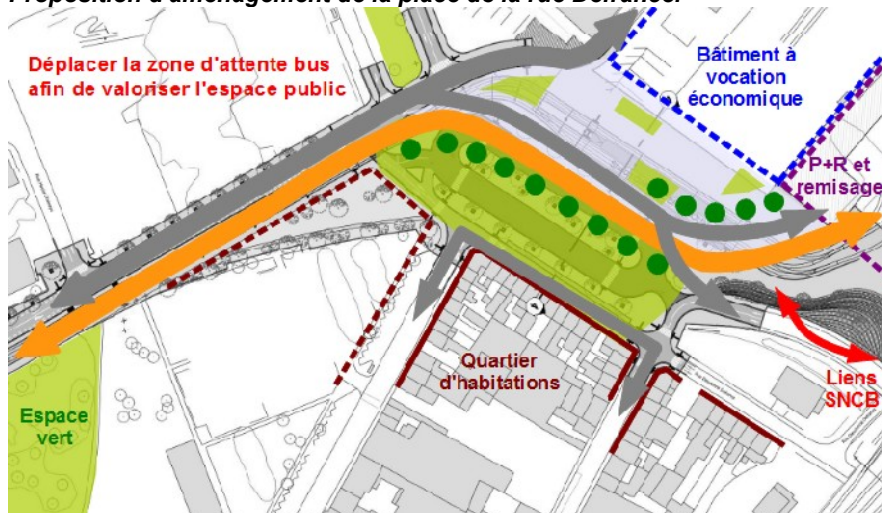 Proposition d'aménagement de la place de la rue Defrance.
Déplacer la zone d'attente bus
afin de valoriser l'espace public
Bâtiment à
vocation
économique
P+R et
remisage
Quartier
d'habitations
Liens
SNCB
Espace
vert